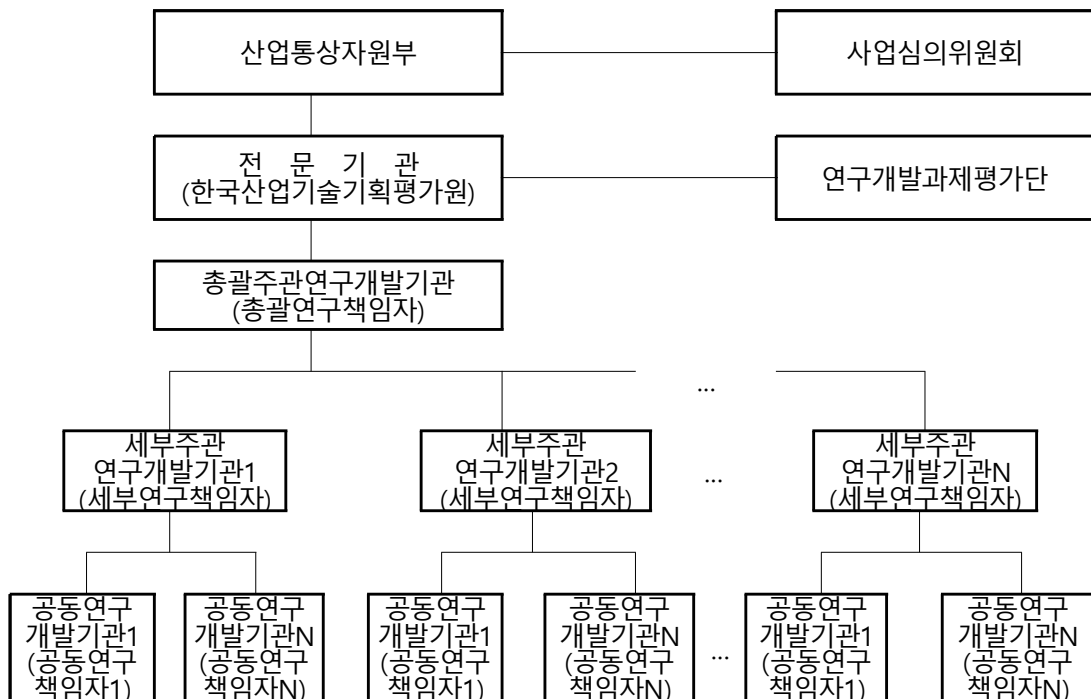 산업통상자원부
사업심의위원회
전 문 기 관
(한국산업기술기획평가원)
연구개발과제평가단
총괄주관연구개발기관
(총괄연구책임자)
...
세부주관
연구개발기관1
(세부연구책임자)
세부주관
연구개발기관2
(세부연구책임자)
...
세부주관
연구개발기관N
(세부연구책임자)
공동연구
개발기관1
(공동연구
책임자1)
공동연구
개발기관N
(공동연구
책임자N)
공동연구
개발기관1
(공동연구
책임자1)
공동연구
개발기관N
(공동연구
책임자N)
...
공동연구
개발기관1
(공동연구
책임자1)
공동연구
개발기관N
(공동연구
책임자N)